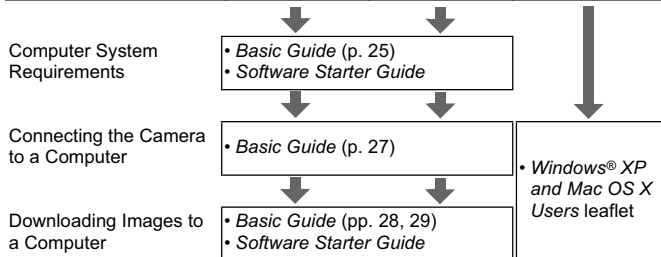 Computer System
Requirements
• Basic Guide (p. 25)
• Software Starter Guide
Connecting the Camera
to a Computer
• Basic Guide (p. 27)
• Windows® XP
and Mac OS X
Users leaflet
Downloading Images to
a Computer
• Basic Guide (pp. 28, 29)
• Software Starter Guide